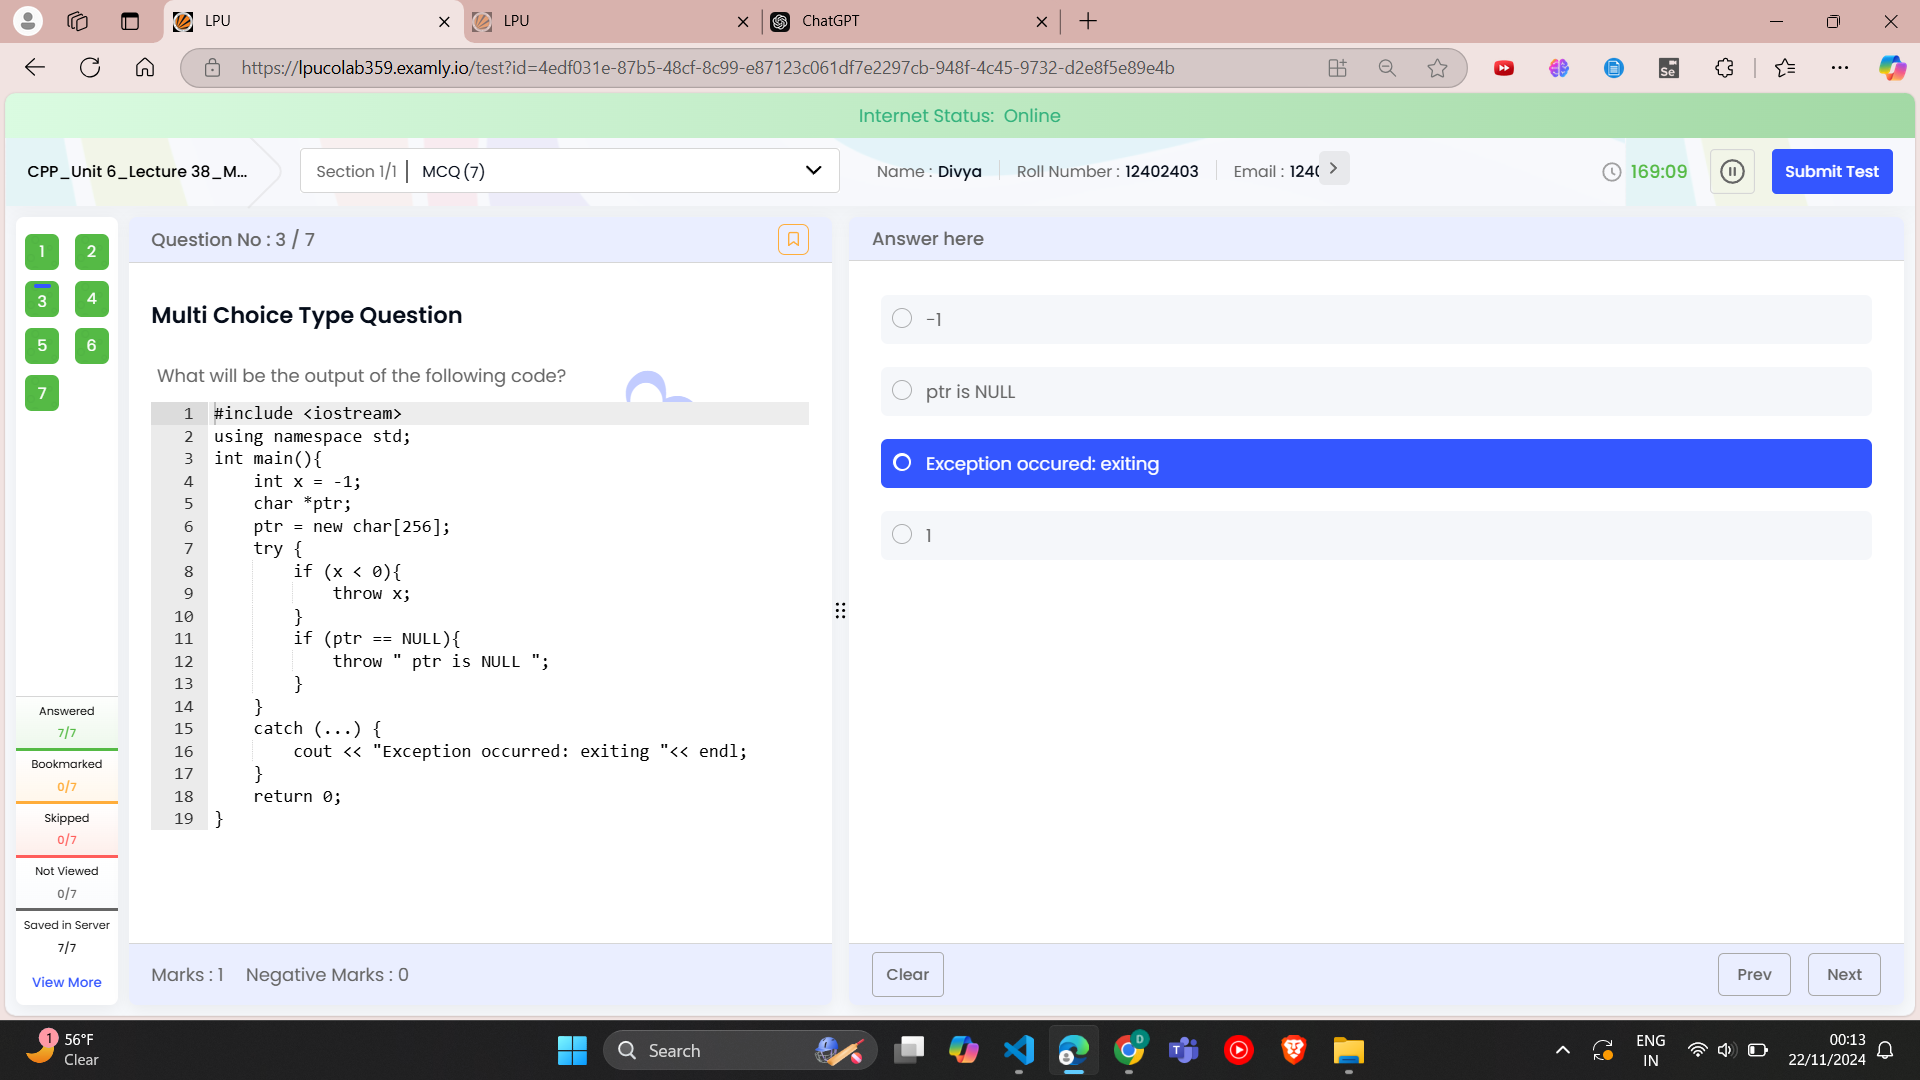 LPU
LPU
ChatGPT
https://lpucolab359.examly.io/test?id=4edf031e-87b5-48cf-8c99-e87123c061df7e2297cb-948f-4c45-9732-d2e8f5e89e4b
Internet Status: Online
CPP_Unit 6_Lecture 38_M...
Section 1/1 | MCQ (7)
Name : Divya
Roll Number : 12402403
Email : 1240
169:09
Submit Test
1 2
3 4
5 6
7
Question No : 3 / 7
Multi Choice Type Question
What will be the output of the following code?
1 #include <iostream>
2 using namespace std;
3 int main(){
4 int x = -1;
5 char *ptr;
6 ptr = new char[256];
7 try {
8 if (x < 0){
9 throw x;
10 }
11 if (ptr == NULL){
12 throw " ptr is NULL ";
13 }
14 }
15 catch (...) {
16 cout << "Exception occurred: exiting "<< endl;
17 }
18 return 0;
19 }
Answer here
-1
ptr is NULL
Exception occured: exiting
1
Answered
7/7
Bookmarked
0/7
Skipped
0/7
Not Viewed
0/7
Saved in Server
7/7
View More
Marks : 1 Negative Marks : 0
Clear
Prev
Next
1
56°F
Clear
Search
D
ENG
IN
00:13
22/11/2024